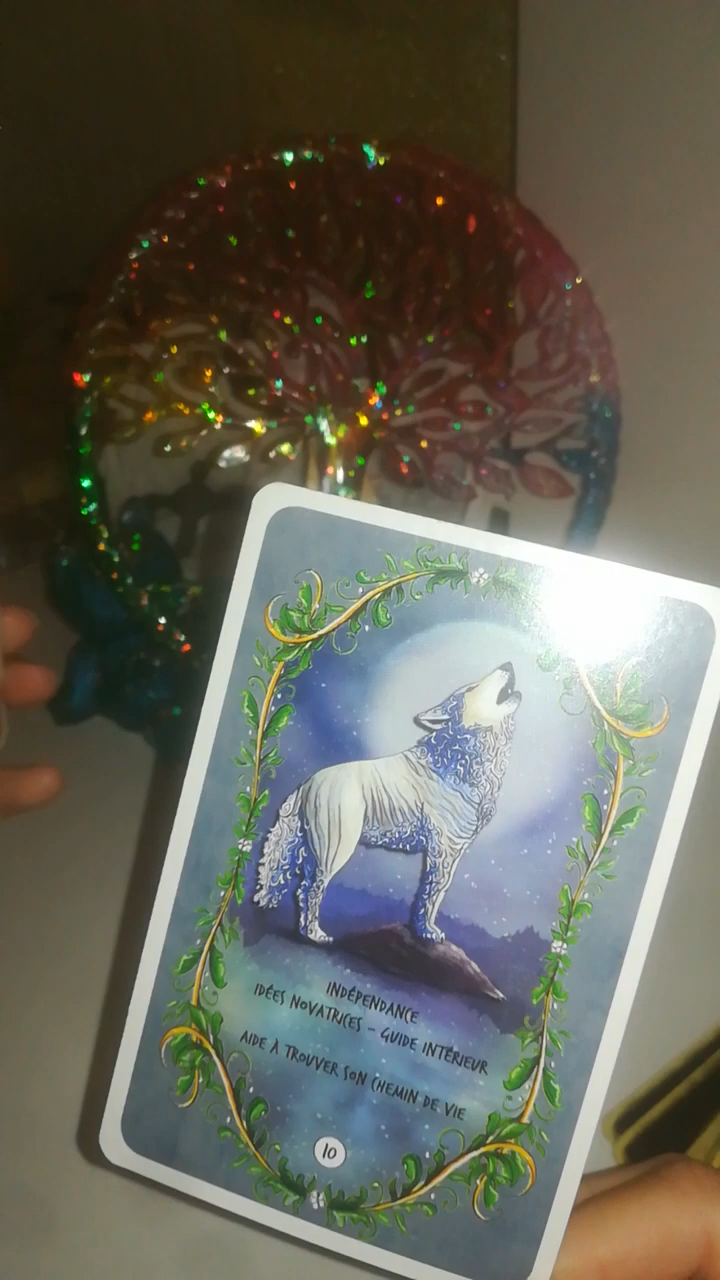 INDÉPENDANCE
IDÉES NOVATRICES – GUIDE INTÉRIEUR
AIDE À TROUVER SON CHEMIN DE VIE
10